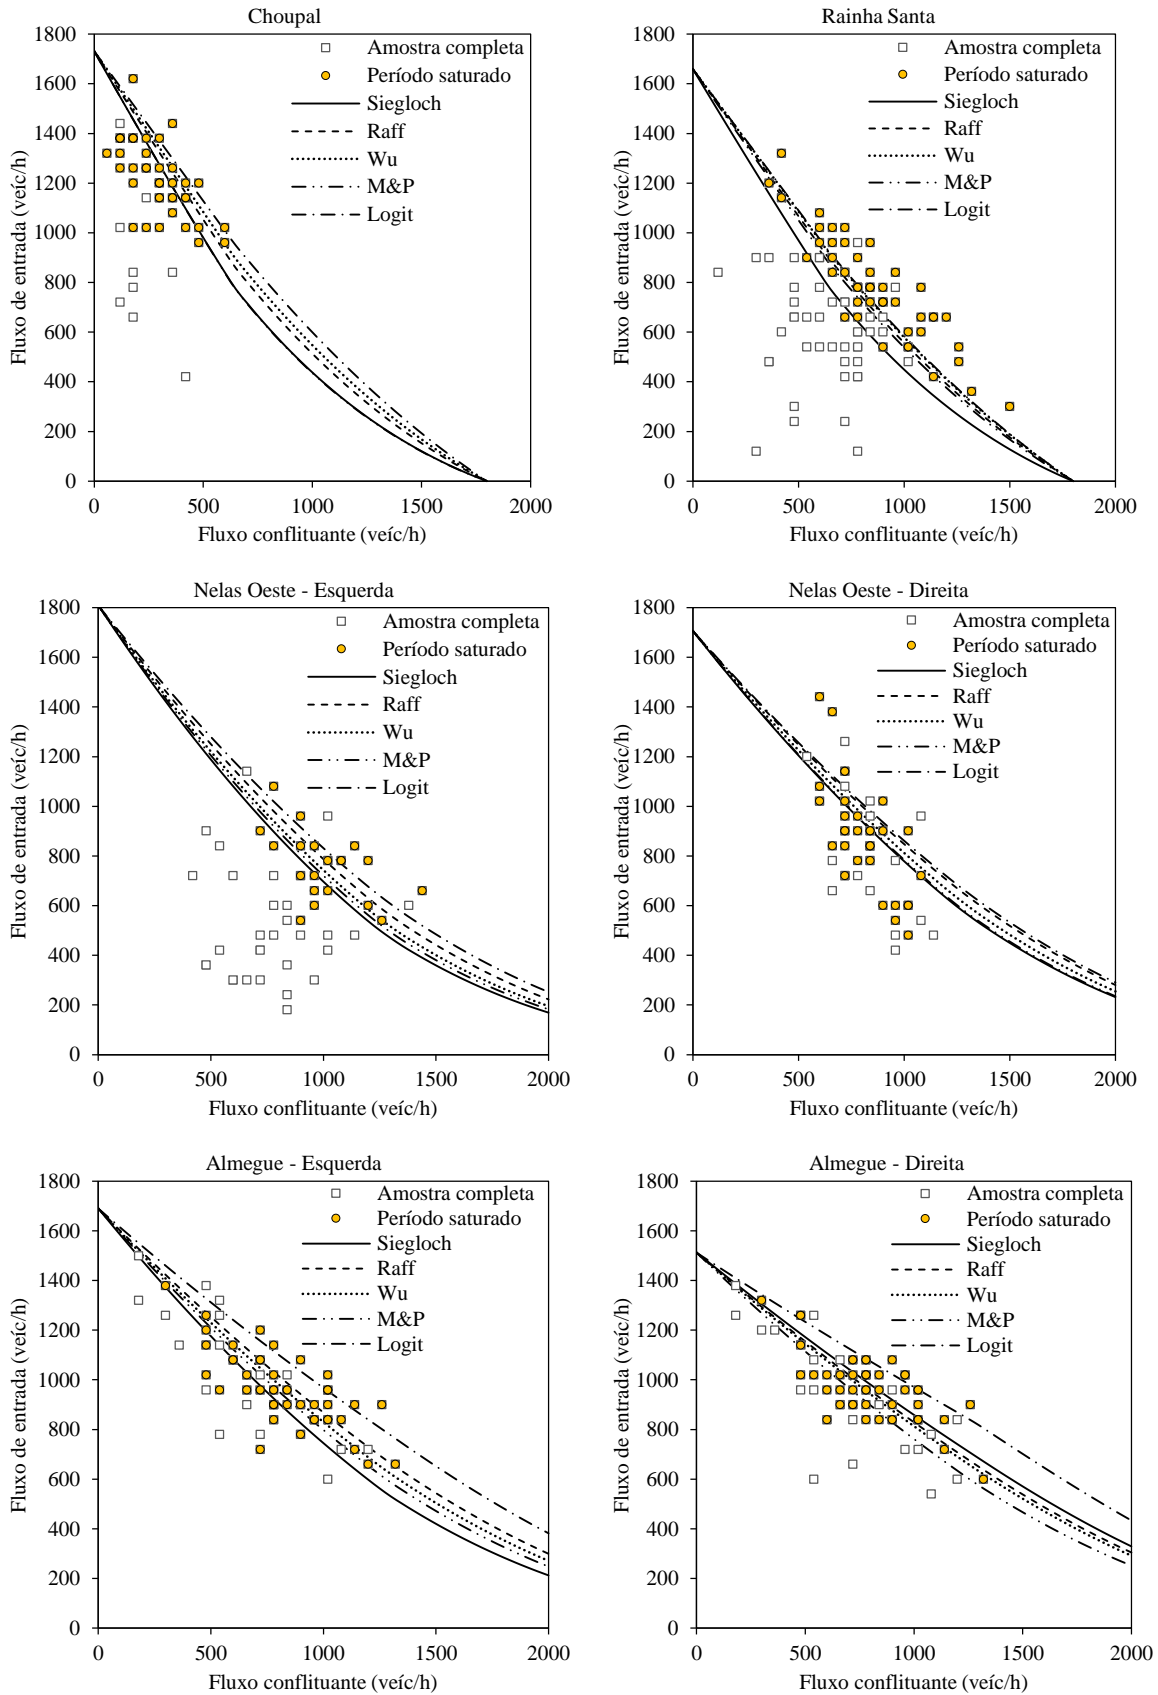 Choupal
1800
1600
1400
1200
1000
800
600
400
200
0
Fluxo de entrada (veíc/h)
Amostra completa
Período saturado
Siegloch
Raff
Wu
M&P
Logit
0 500 1000 1500 2000
Fluxo conflituante (veíc/h)
Rainha Santa
1800
1600
1400
1200
1000
800
600
400
200
0
Fluxo de entrada (veíc/h)
Amostra completa
Período saturado
Siegloch
Raff
Wu
M&P
Logit
0 500 1000 1500 2000
Fluxo conflituante (veíc/h)
Nelas Oeste - Esquerda
1800
1600
1400
1200
1000
800
600
400
200
0
Fluxo de entrada (veíc/h)
Amostra completa
Período saturado
Siegloch
Raff
Wu
M&P
Logit
0 500 1000 1500 2000
Fluxo conflituante (veíc/h)
Nelas Oeste - Direita
1800
1600
1400
1200
1000
800
600
400
200
0
Fluxo de entrada (veíc/h)
Amostra completa
Período saturado
Siegloch
Raff
Wu
M&P
Logit
0 500 1000 1500 2000
Fluxo conflituante (veíc/h)
Almegue - Esquerda
1800
1600
1400
1200
1000
800
600
400
200
0
Fluxo de entrada (veíc/h)
Amostra completa
Período saturado
Siegloch
Raff
Wu
M&P
Logit
0 500 1000 1500 2000
Fluxo conflituante (veíc/h)
Almegue - Direita
1800
1600
1400
1200
1000
800
600
400
200
0
Fluxo de entrada (veíc/h)
Amostra completa
Período saturado
Siegloch
Raff
Wu
M&P
Logit
0 500 1000 1500 2000
Fluxo conflituante (veíc/h)